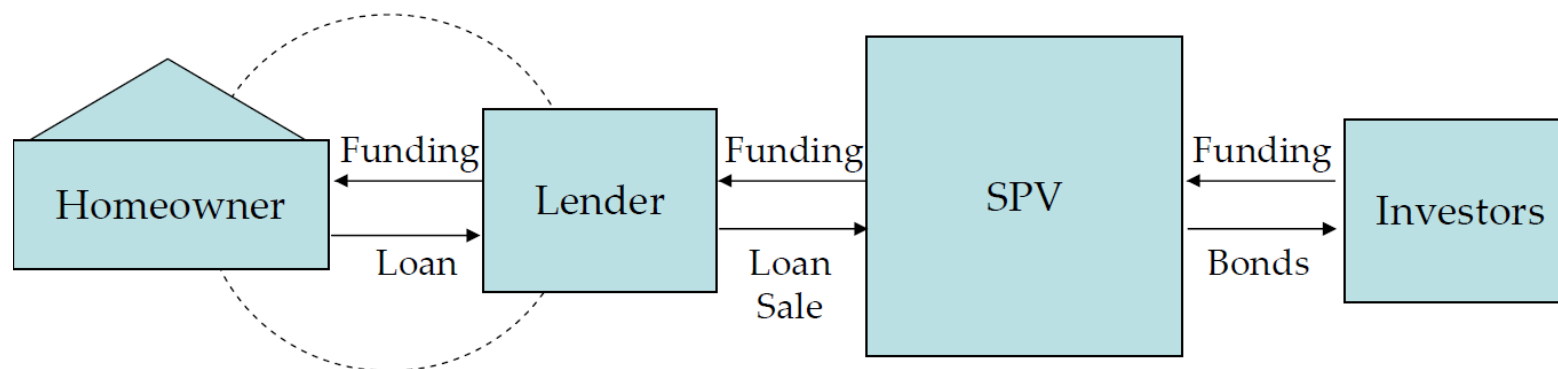 Homeowner
Funding
Loan
Lender
Funding
Loan
Sale
SPV
Funding
Bonds
Investors